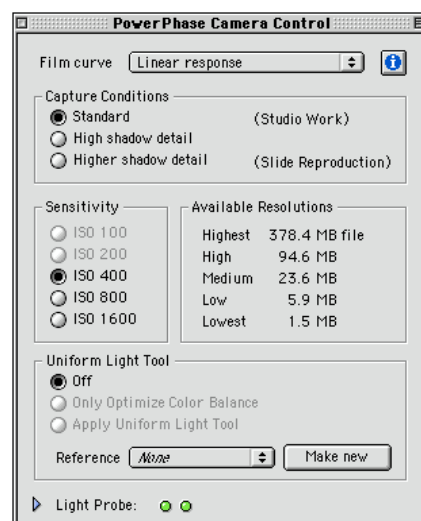 PowerPhase Camera Control
Film curve Linear response
Capture Conditions
Standard (Studio Work)
High shadow detail
Higher shadow detail (Slide Reproduction)
Sensitivity
ISO 100
ISO 200
ISO 400
ISO 800
ISO 1600
Available Resolutions
Highest 378.4 MB file
High 94.6 MB
Medium 23.6 MB
Low 5.9 MB
Lowest 1.5 MB
Uniform Light Tool
Off
Only Optimize Color Balance
Apply Uniform Light Tool
Reference None Make new
Light Probe: